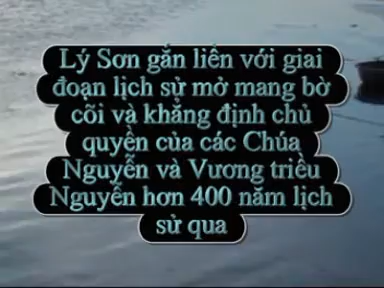 Lý Sơn gắn liền với giai
đoạn lịch sử mở mang bờ
cõi và khẳng định chủ
quyền của các Chúa
Nguyễn và Vương triều
Nguyễn hơn 400 năm lịch
sử qua